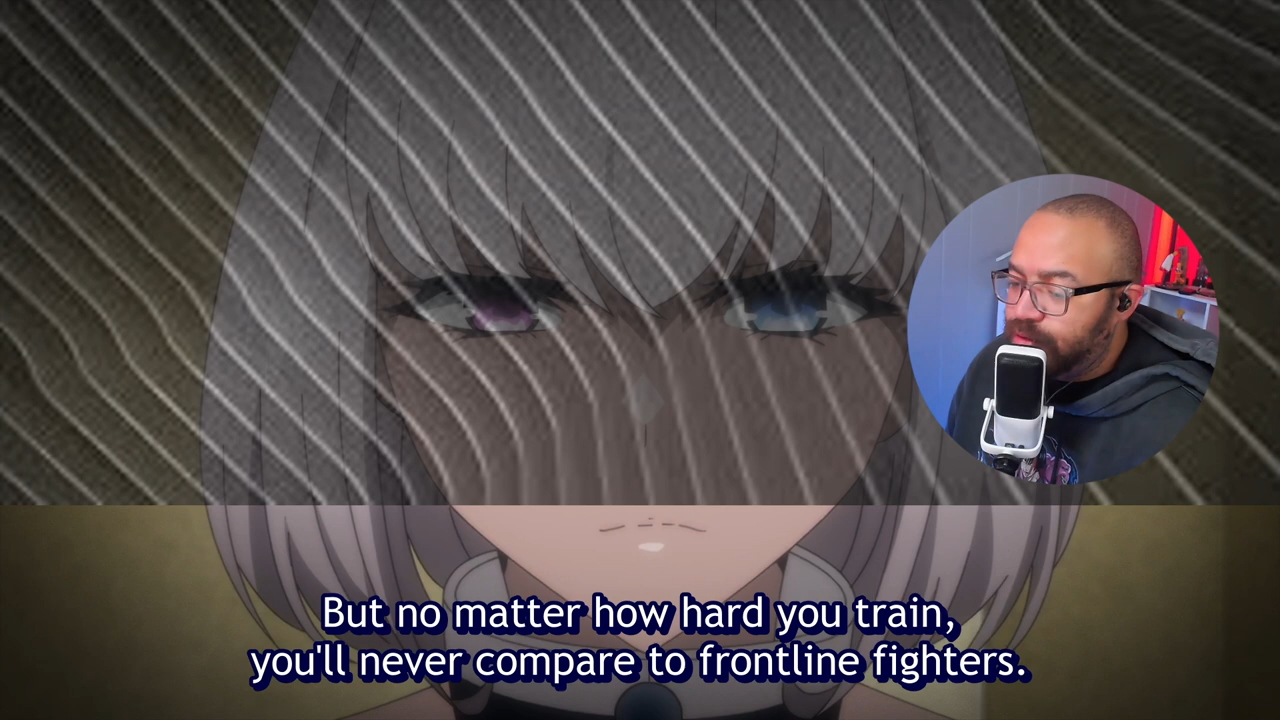 But no matter how hard you train,
you'll never compare to frontline fighters.